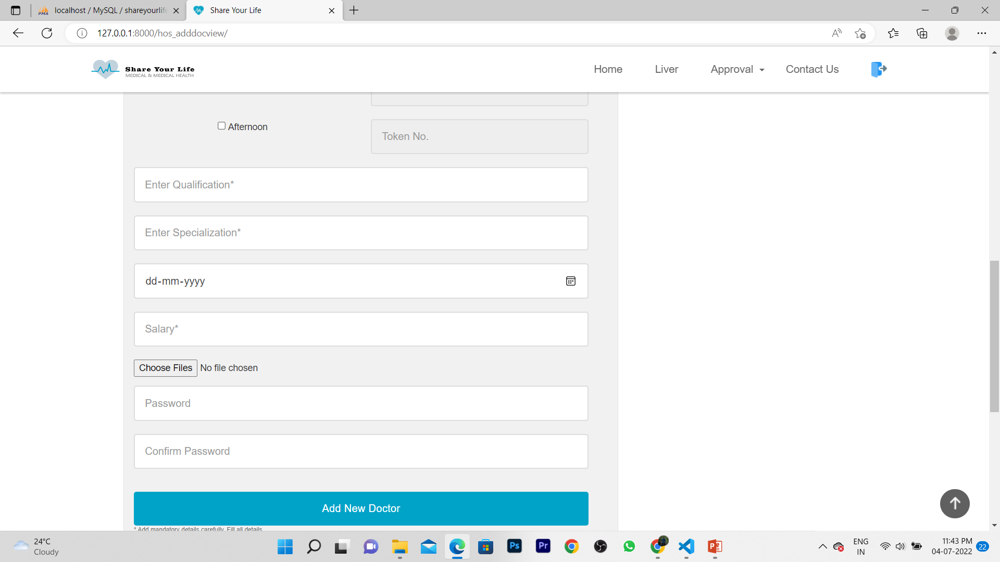 localhost / MySQL / shareyourlife
Share Your Life
127.0.0.1:8000/hos_adddocview/
Share Your Life
MEDICAL & MEDICAL HEALTH
Home
Liver
Approval
Contact Us
Afternoon
Token No.
Enter Qualification*
Enter Specialization*
dd-mm-yyyy
Salary*
Choose Files No file chosen
Password
Confirm Password
Add New Doctor
* Add mandatory details carefully. Fill all details
24°C
Cloudy
Ps
Pr
ENG
IN
11:43 PM
04-07-2022
22